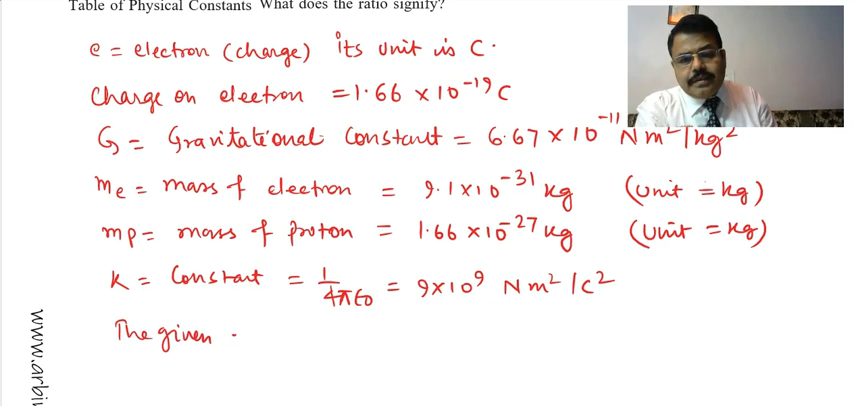 Table of Physical Constants What does the ratio signify?
e = electron (charge) its unit is C.
Charge on electron = 1.66 × 10⁻¹⁹ C
G = Gravitational Constant = 6.67 × 10⁻¹¹ Nm²/kg²
me = mass of electron = 9.1×10⁻³¹ kg (unit = kg)
mp = mass of proton = 1.66 × 10⁻²⁷ kg (unit = kg)
K = Constant = 1/4πε0 = 9×10⁹ Nm²/C²
The given .
www.arbi